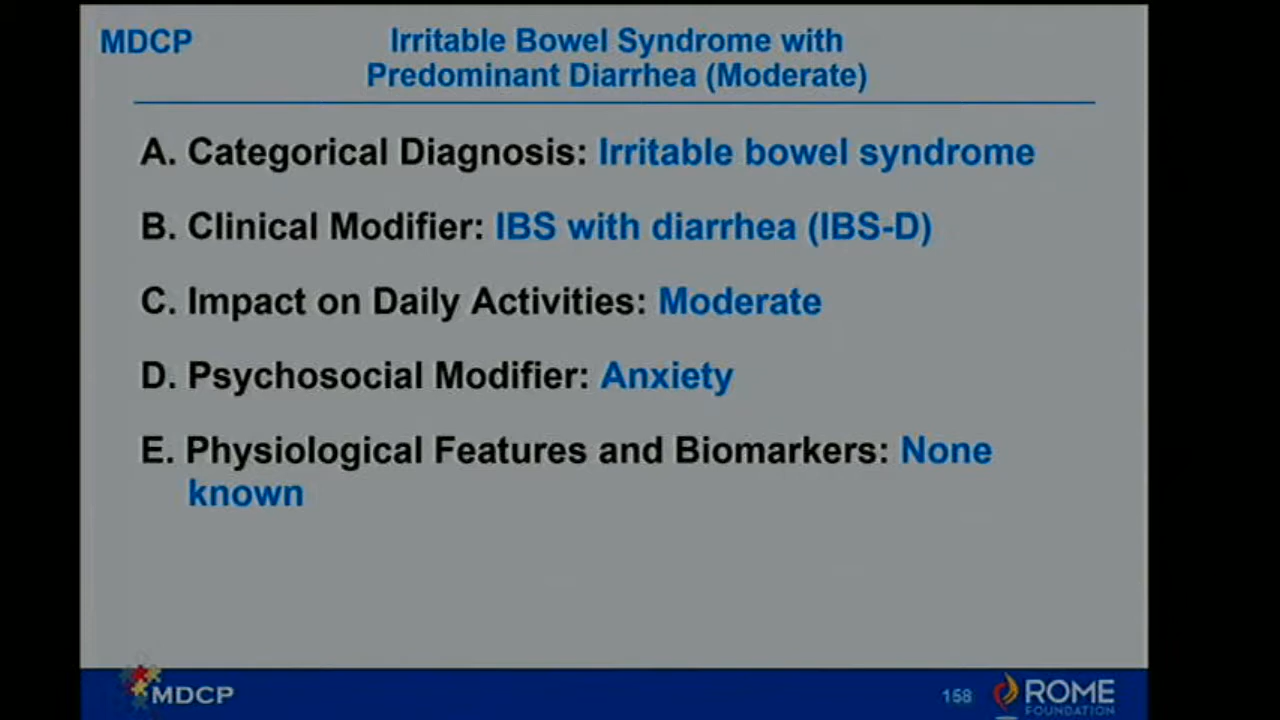 MDCP
Irritable Bowel Syndrome with
Predominant Diarrhea (Moderate)
A. Categorical Diagnosis: Irritable bowel syndrome
B. Clinical Modifier: IBS with diarrhea (IBS-D)
C. Impact on Daily Activities: Moderate
D. Psychosocial Modifier: Anxiety
E. Physiological Features and Biomarkers: None
known
MDCP
158
ROME
FOUNDATION